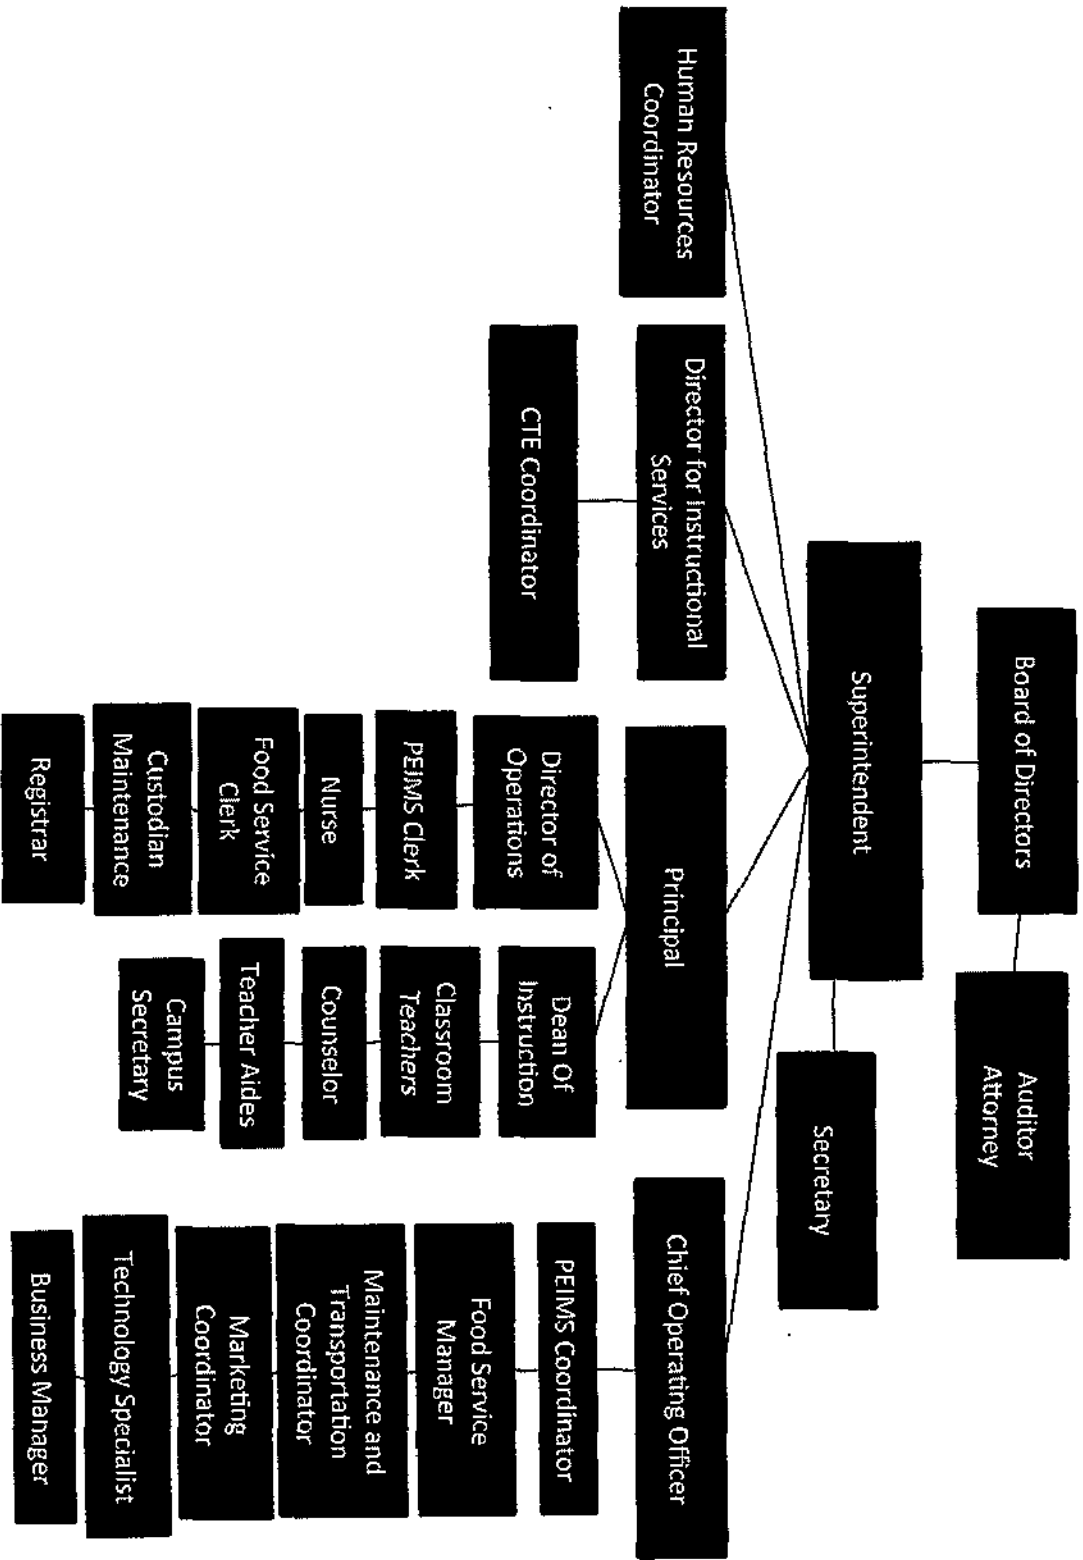 Board of Directors
Auditor
Attorney
Superintendent
Secretary
Human Resources
Coordinator
Director for Instructional
Services
CTE Coordinator
Principal
Director of
Operations
PEIMS Clerk
Nurse
Food Service
Clerk
Custodian
Maintenance
Registrar
Dean Of
Instruction
Classroom
Teachers
Counselor
Teacher Aides
Campus
Secretary
Chief Operating Officer
PEIMS Coordinator
Food Service
Manager
Maintenance and
Transportation
Coordinator
Marketing
Coordinator
Technology Specialist
Business Manager